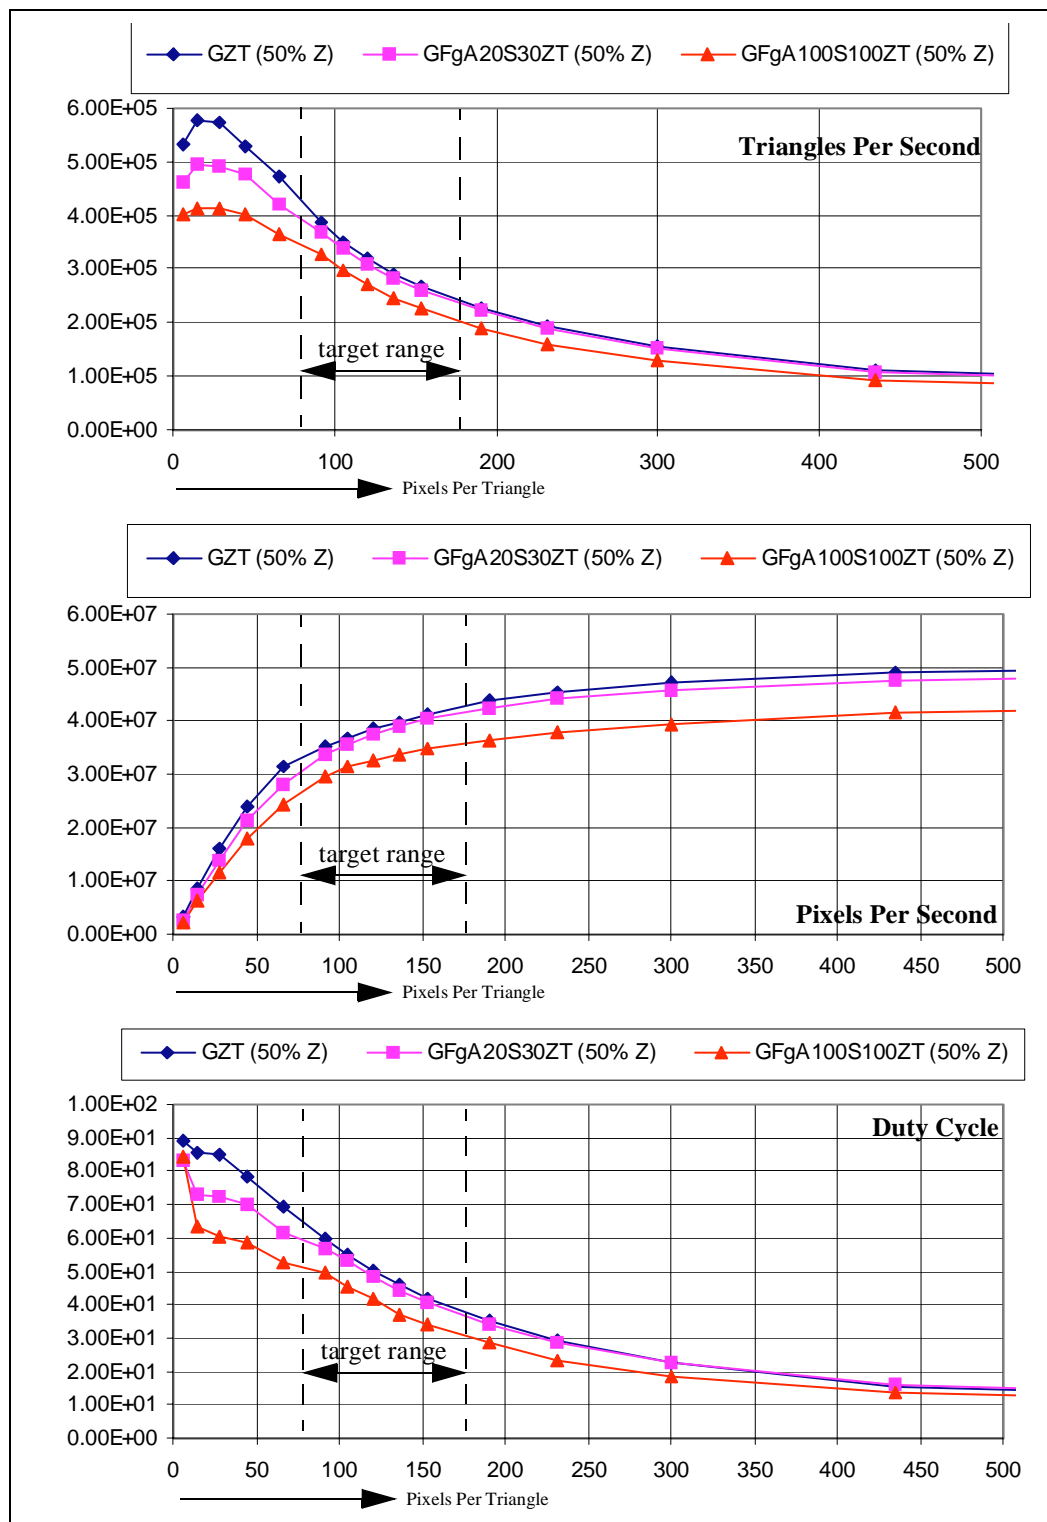 GZT (50% Z) GFgA20S30ZT (50% Z) GFgA100S100ZT (50% Z)
6.00E+05
Triangles Per Second
5.00E+05
4.00E+05
3.00E+05
2.00E+05
target range
1.00E+05
0.00E+00
0 100 200 300 400 500
Pixels Per Triangle
GZT (50% Z) GFgA20S30ZT (50% Z) GFgA100S100ZT (50% Z)
6.00E+07
5.00E+07
4.00E+07
3.00E+07
2.00E+07
target range
1.00E+07
Pixels Per Second
0.00E+00
0 50 100 150 200 250 300 350 400 450 500
Pixels Per Triangle
GZT (50% Z) GFgA20S30ZT (50% Z) GFgA100S100ZT (50% Z)
1.00E+02
Duty Cycle
9.00E+01
8.00E+01
7.00E+01
6.00E+01
5.00E+01
4.00E+01
3.00E+01
target range
2.00E+01
1.00E+01
0.00E+00
0 50 100 150 200 250 300 350 400 450 500
Pixels Per Triangle